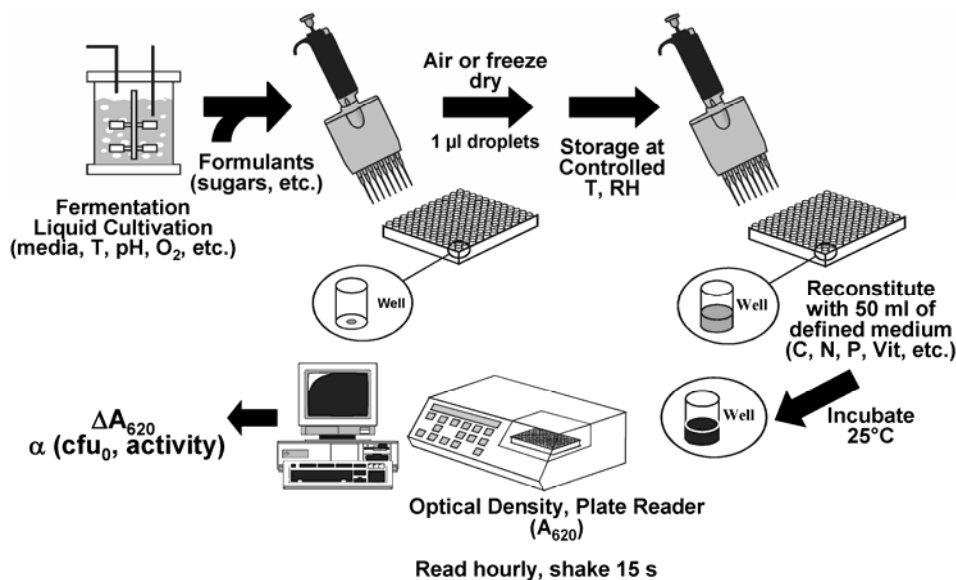 Fermentation
Liquid Cultivation
(media, T, pH, O₂, etc.)
Formulants
(sugars, etc.)
Air or freeze
dry
1 µl droplets
Well
Storage at
Controlled
T, RH
Well
Reconstitute
with 50 ml of
defined medium
(C, N, P, Vit, etc.)
Incubate
25°C
Well
Optical Density, Plate Reader
(A₆₂₀)
Read hourly, shake 15 s
ΔA₆₂₀
α (cfu₀, activity)